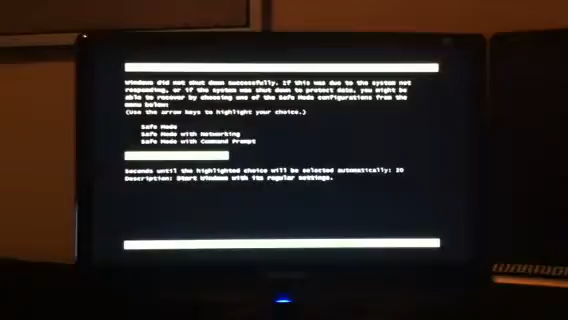 Windows did not shut down successfully. If this was due to the system not
responding, or if the system was shut down to protect data, you might be
able to recover by choosing one of the Safe Mode configurations from the
menu below:
(Use the arrow keys to highlight your choice.)
Safe Mode
Safe Mode with Networking
Safe Mode with Command Prompt
Seconds until the highlighted choice will be selected automatically: 20
Description: Start Windows with its regular settings.